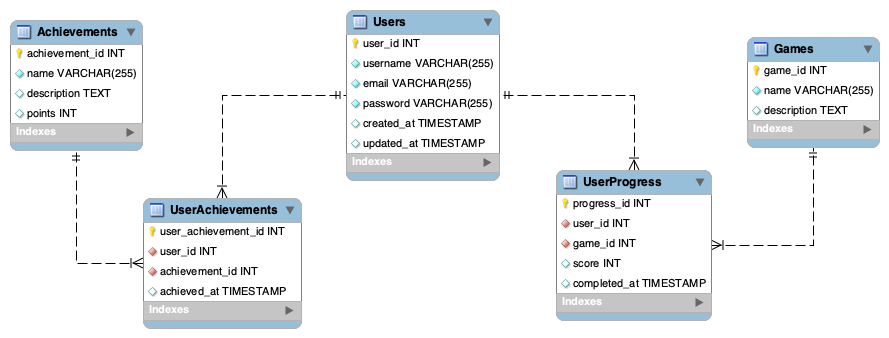 Achievements
achievement_id INT
name VARCHAR(255)
description TEXT
points INT
Indexes
Users
user_id INT
username VARCHAR(255)
email VARCHAR(255)
password VARCHAR(255)
created_at TIMESTAMP
updated_at TIMESTAMP
Indexes
Games
game_id INT
name VARCHAR(255)
description TEXT
Indexes
UserAchievements
user_achievement_id INT
user_id INT
achievement_id INT
achieved_at TIMESTAMP
Indexes
UserProgress
progress_id INT
user_id INT
game_id INT
score INT
completed_at TIMESTAMP
Indexes